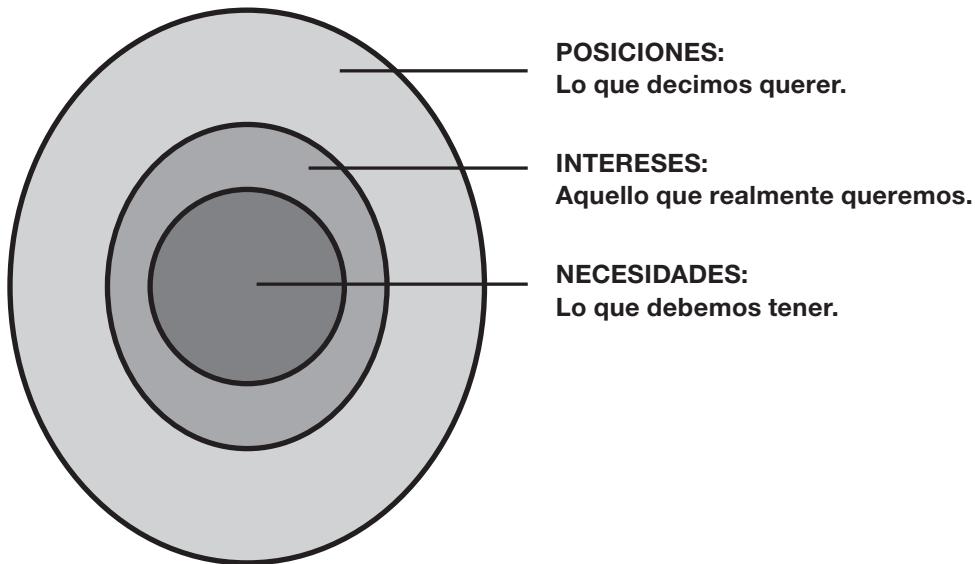 POSICIONES:
Lo que decimos querer.
INTERESES:
Aquello que realmente queremos.
NECESIDADES:
Lo que debemos tener.